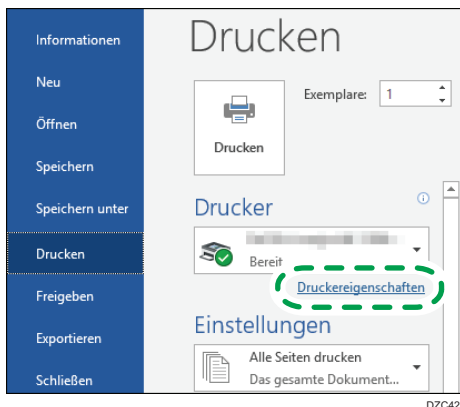 Informationen
Neu
Öffnen
Speichern
Speichern unter
Drucken
Freigeben
Exportieren
Schließen
Drucken
Exemplare: 1
Drucken
Drucker
Bereit
Druckereigenschaften
Einstellungen
Alle Seiten drucken
Das gesamte Dokument...